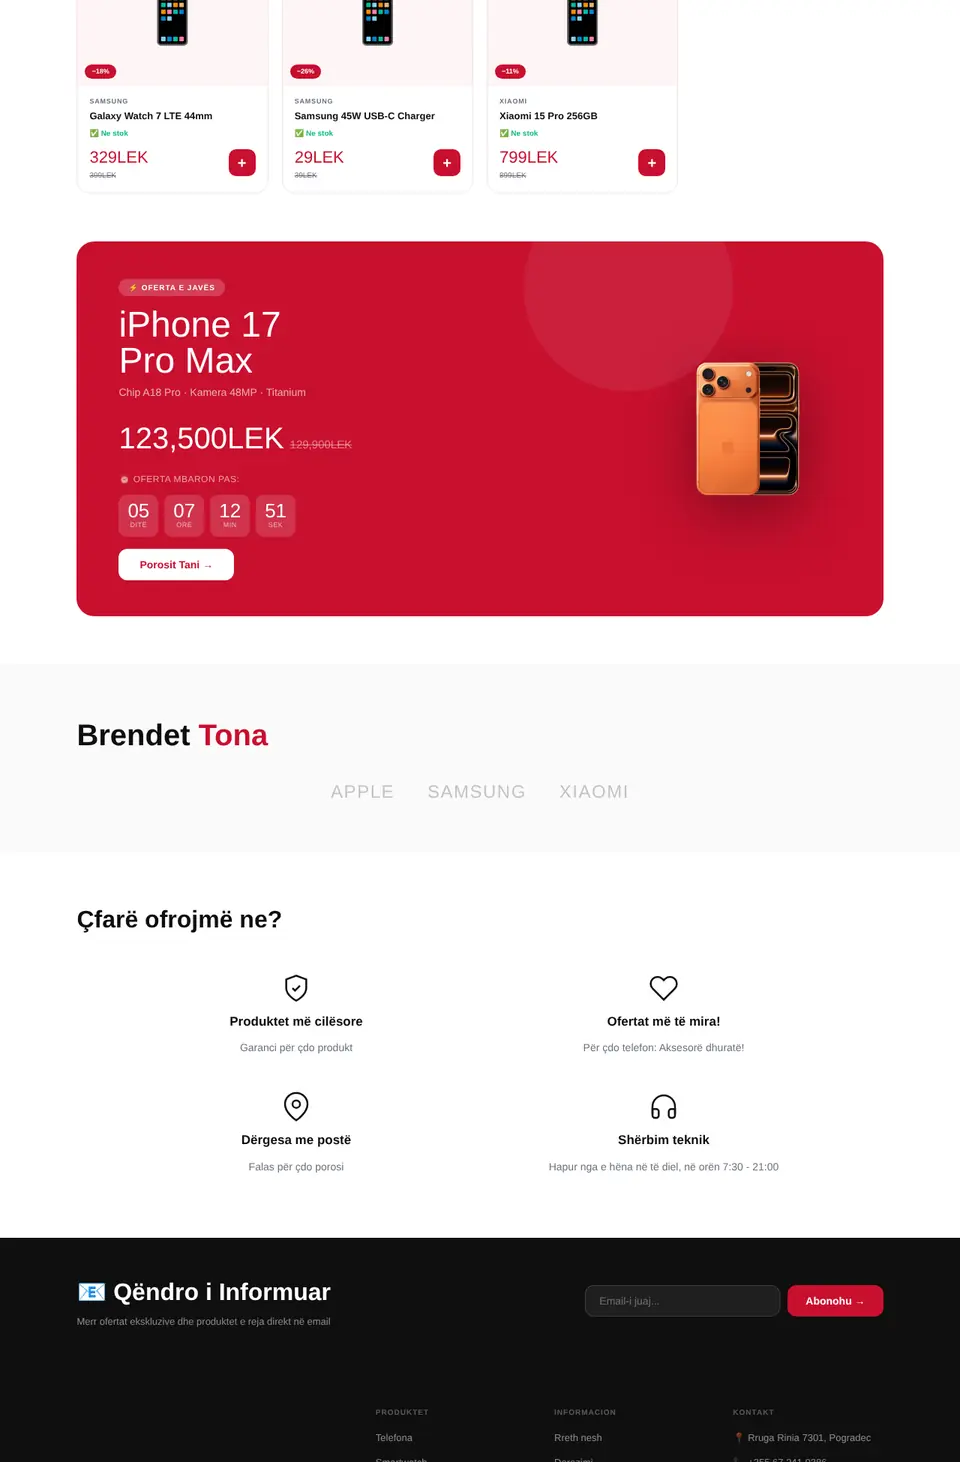 −18%
SAMSUNG
Galaxy Watch 7 LTE 44mm
✅ Ne stok
329LEK
+
−26%
SAMSUNG
Samsung 45W USB-C Charger
✅ Ne stok
29LEK
39LEK
+
−11%
XIAOMI
Xiaomi 15 Pro 256GB
✅ Ne stok
799LEK
899LEK
+
⚡ OFERTA E JAVËS
iPhone 17
Pro Max
Chip A18 Pro · Kamera 48MP · Titanium
123,500LEK 129,900LEK
⏰ OFERTA MBARON PAS:
05 07 12 51
DITË ORË MIN SEK
Porosit Tani →
Brendet Tona
APPLE SAMSUNG XIAOMI
Çfarë ofrojmë ne?
Produktet më cilësore
Garanci për çdo produkt
Ofertat më të mira!
Për çdo telefon: Aksesorë dhuratë!
Dërgesa me postë
Falas për çdo porosi
Shërbim teknik
Hapur nga e hëna në të diel, në orën 7:30 - 21:00
📧 Qëndro i Informuar
Merr ofertat ekskluzive dhe produktet e reja direkt në email
Email-i juaj...
Abonohu →
PRODUKTET
Telefona
INFORMACION
Rreth nesh
KONTAKT
📍 Rruga Rinia 7301, Pogradec